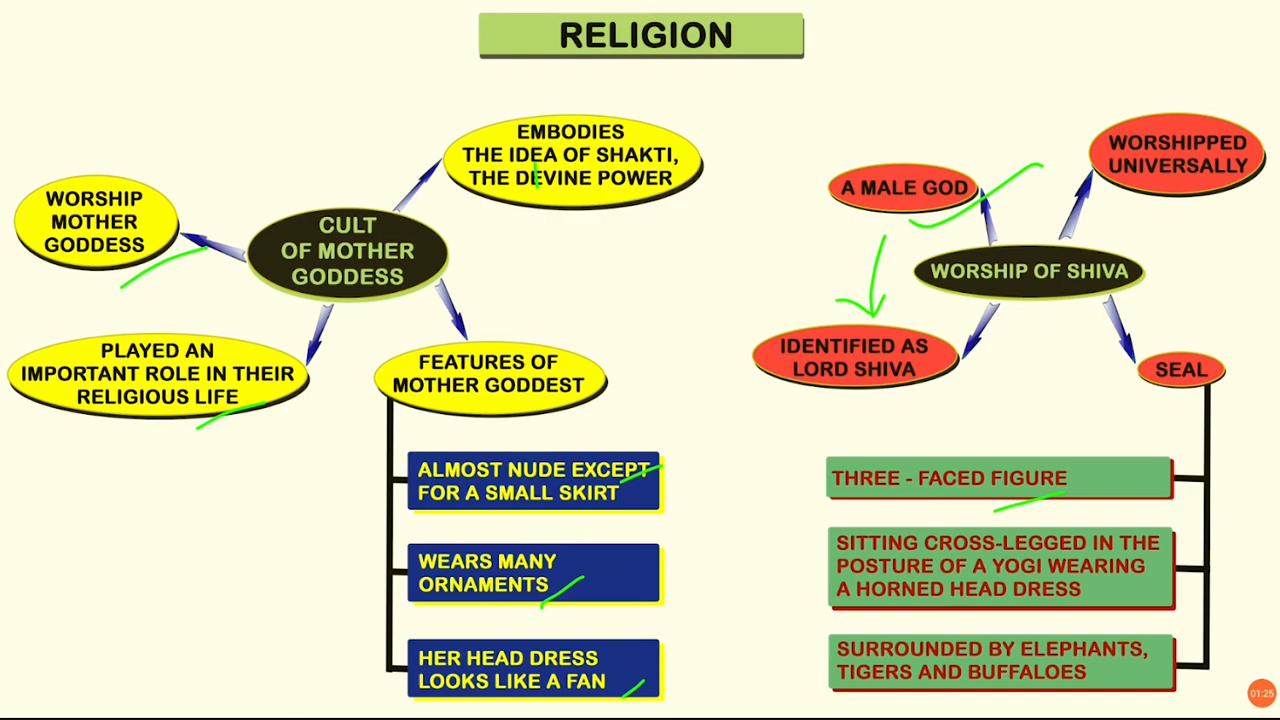 RELIGION
EMBODIES
THE IDEA OF SHAKTI,
THE DEVINE POWER
WORSHIP
MOTHER
GODDESS
CULT
OF MOTHER
GODDESS
PLAYED AN
IMPORTANT ROLE IN THEIR
RELIGIOUS LIFE
FEATURES OF
MOTHER GODDEST
ALMOST NUDE EXCEPT
FOR A SMALL SKIRT
WEARS MANY
ORNAMENTS
HER HEAD DRESS
LOOKS LIKE A FAN
WORSHIPPED
UNIVERSALLY
A MALE GOD
WORSHIP OF SHIVA
IDENTIFIED AS
LORD SHIVA
SEAL
THREE - FACED FIGURE
SITTING CROSS-LEGGED IN THE
POSTURE OF A YOGI WEARING
A HORNED HEAD DRESS
SURROUNDED BY ELEPHANTS,
TIGERS AND BUFFALOES
01:25